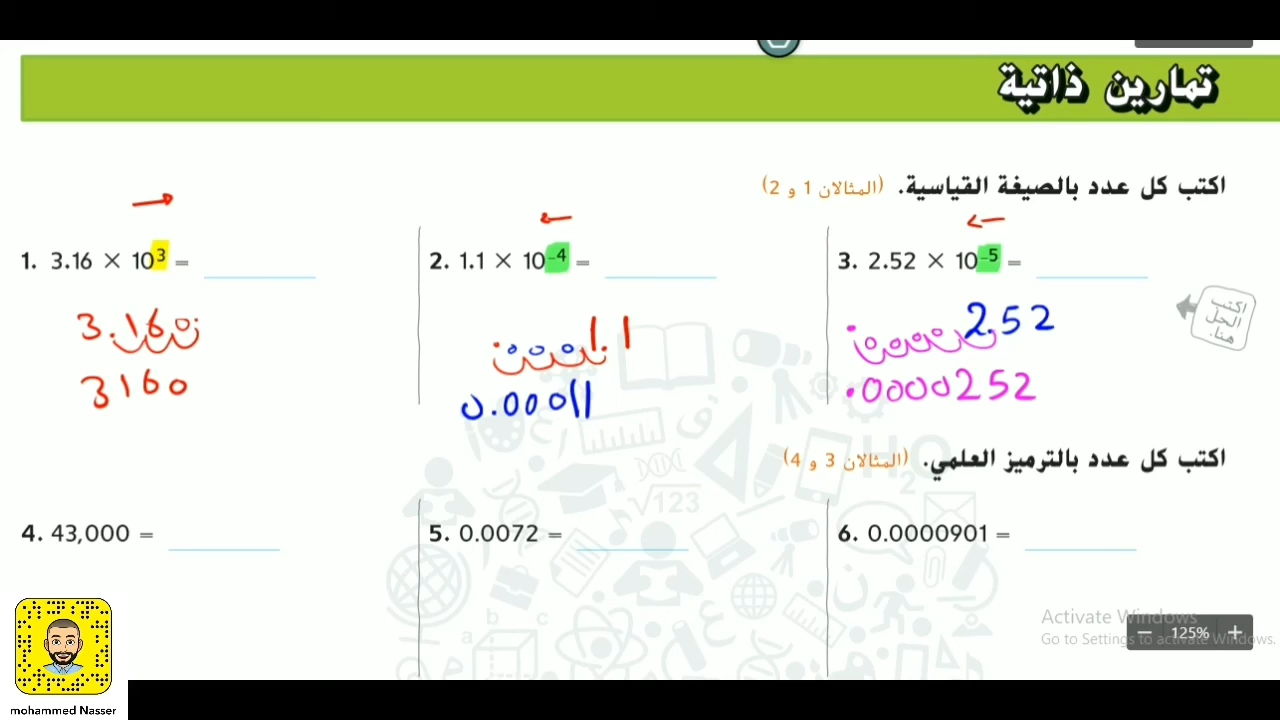 تمارين ذاتية
اكتب كل عدد بالصيغة القياسية. (المثالان 1 و 2)
1. 3.16 × 10³ =
2. 1.1 × 10⁻⁴ =
3. 2.52 × 10⁻⁵ =
اكتب
الحل
هنا.
3.160
3160
1.1
0.00011
2.52
.0000252
اكتب كل عدد بالترميز العلمي. (المثالان 3 و 4)
4. 43,000 =
5. 0.0072 =
6. 0.0000901 =
Activate Windows
Go to Settings to activate Windows.
125%
mohammed Nasser